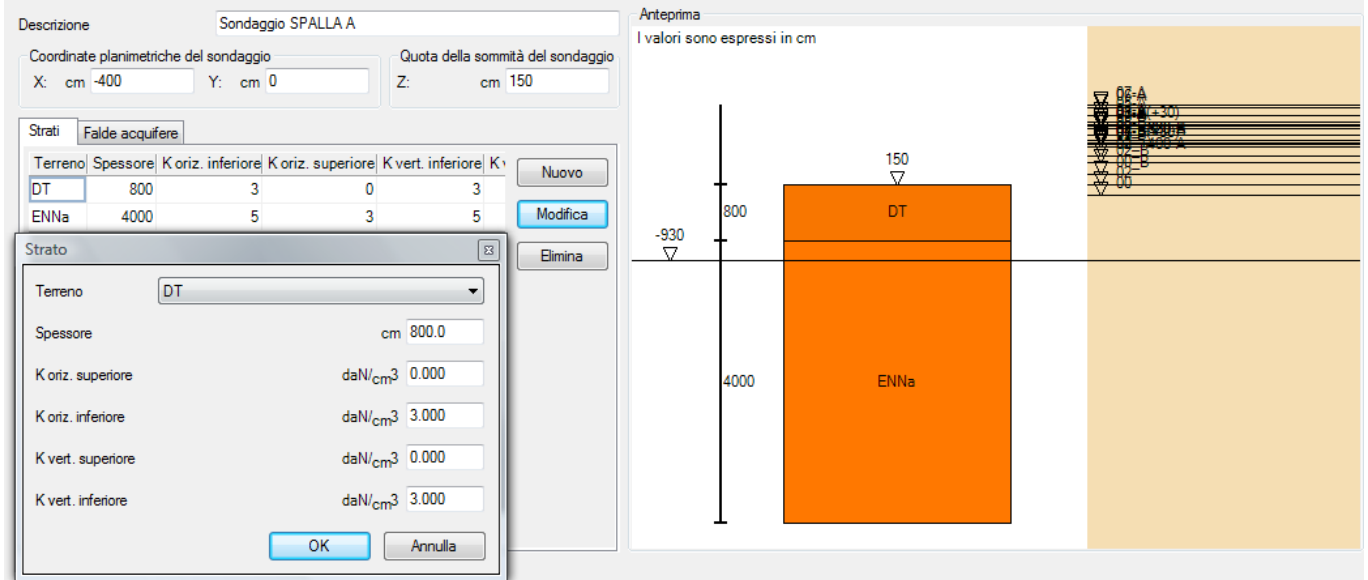 Descrizione Sondaggio SPALLA A
Coordinate planimetriche del sondaggio
X: cm -400 Y: cm 0
Quota della sommità del sondaggio
Z: cm 150
Strati Falde acquifere
Terreno Spessore K oriz. inferiore K oriz. superiore K vert. inferiore K
DT 800 3 0 3
ENNa 4000 5 3 5
Nuovo
Modifica
Elimina
Strato
Terreno DT
Spessore cm 800.0
K oriz. superiore daN/cm3 0.000
K oriz. inferiore daN/cm3 3.000
K vert. superiore daN/cm3 0.000
K vert. inferiore daN/cm3 3.000
OK Annulla
Anteprima
I valori sono espressi in cm
150
800
DT
-930
4000
ENNa
00